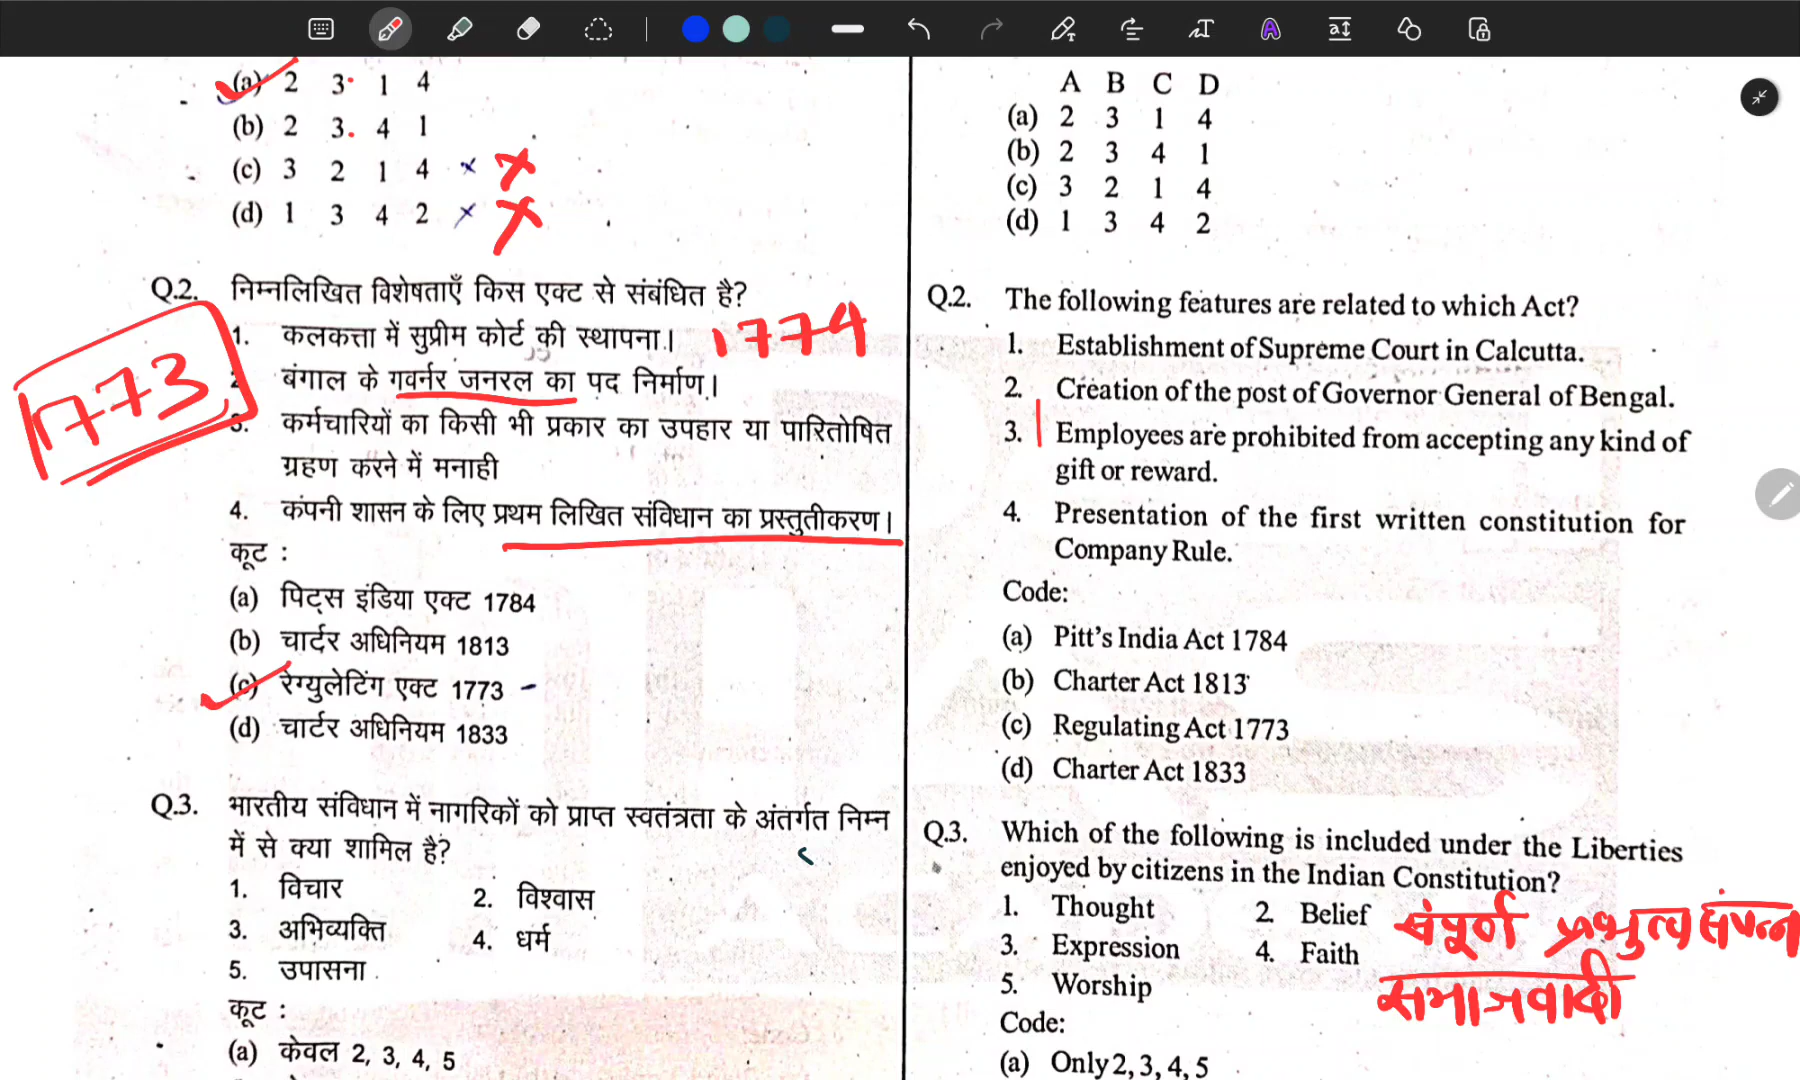 (a) 2 3 1 4
(b) 2 3 4 1
(c) 3 2 1 4
(d) 1 3 4 2
Q.2. निम्नलिखित विशेषताएँ किस एक्ट से संबंधित है?
1. कलकत्ता में सुप्रीम कोर्ट की स्थापना। 1774
1773
2. बंगाल के गवर्नर जनरल का पद निर्माण।
3. कर्मचारियों का किसी भी प्रकार का उपहार या पारितोषित
ग्रहण करने में मनाही
4. कंपनी शासन के लिए प्रथम लिखित संविधान का प्रस्तुतीकरण।
कूट :
(a) पिट्स इंडिया एक्ट 1784
(b) चार्टर अधिनियम 1813
(c) रेग्युलेटिंग एक्ट 1773
(d) चार्टर अधिनियम 1833
Q.3. भारतीय संविधान में नागरिकों को प्राप्त स्वतंत्रता के अंतर्गत निम्न
में से क्या शामिल है?
1. विचार 2. विश्वास
3. अभिव्यक्ति 4. धर्म
5. उपासना
कूट :
(a) केवल 2, 3, 4, 5
A B C D
(a) 2 3 1 4
(b) 2 3 4 1
(c) 3 2 1 4
(d) 1 3 4 2
Q.2. The following features are related to which Act?
1. Establishment of Supreme Court in Calcutta.
2. Creation of the post of Governor General of Bengal.
3. Employees are prohibited from accepting any kind of
gift or reward.
4. Presentation of the first written constitution for
Company Rule.
Code:
(a) Pitt's India Act 1784
(b) Charter Act 1813
(c) Regulating Act 1773
(d) Charter Act 1833
Q.3. Which of the following is included under the Liberties
enjoyed by citizens in the Indian Constitution?
1. Thought 2. Belief
3. Expression 4. Faith
5. Worship
संपूर्ण प्रभुत्व संपन्न
समाजवादी
Code:
(a) Only 2, 3, 4, 5